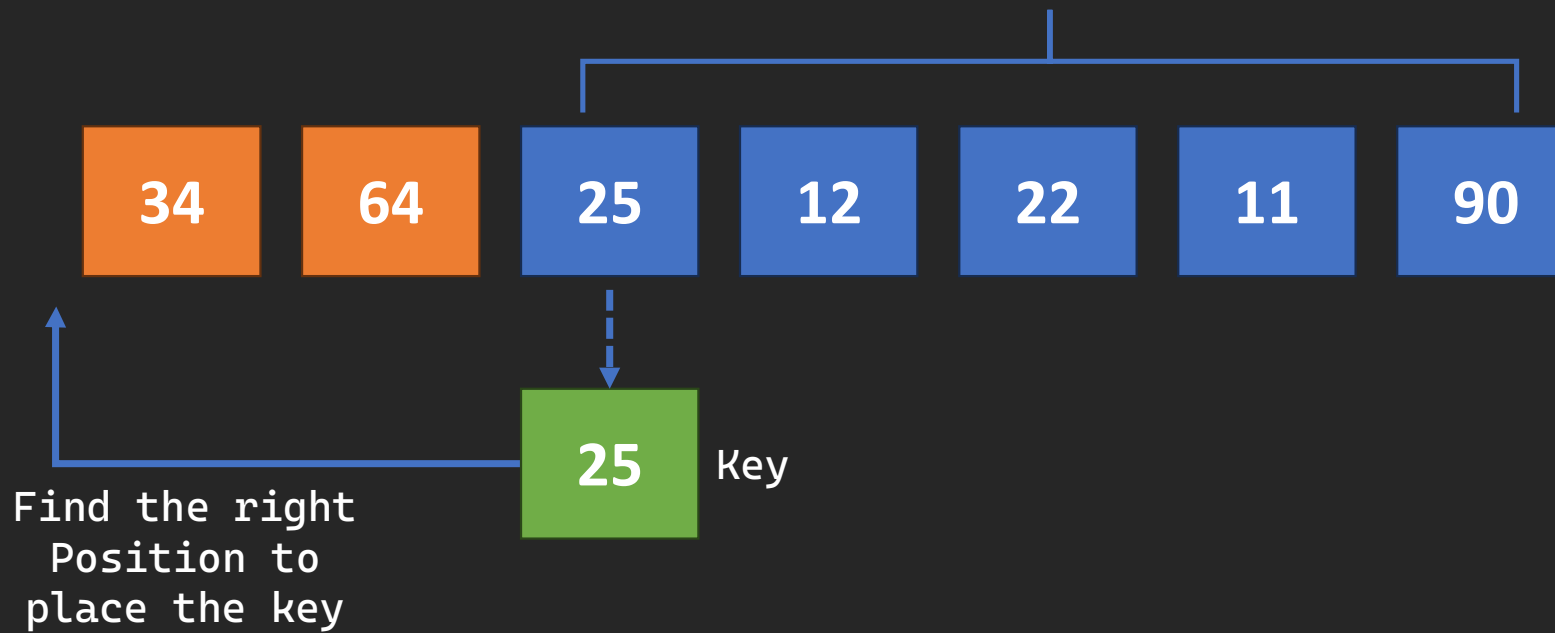 34 64 25 12 22 11 90
25 Key
Find the right
Position to
place the key